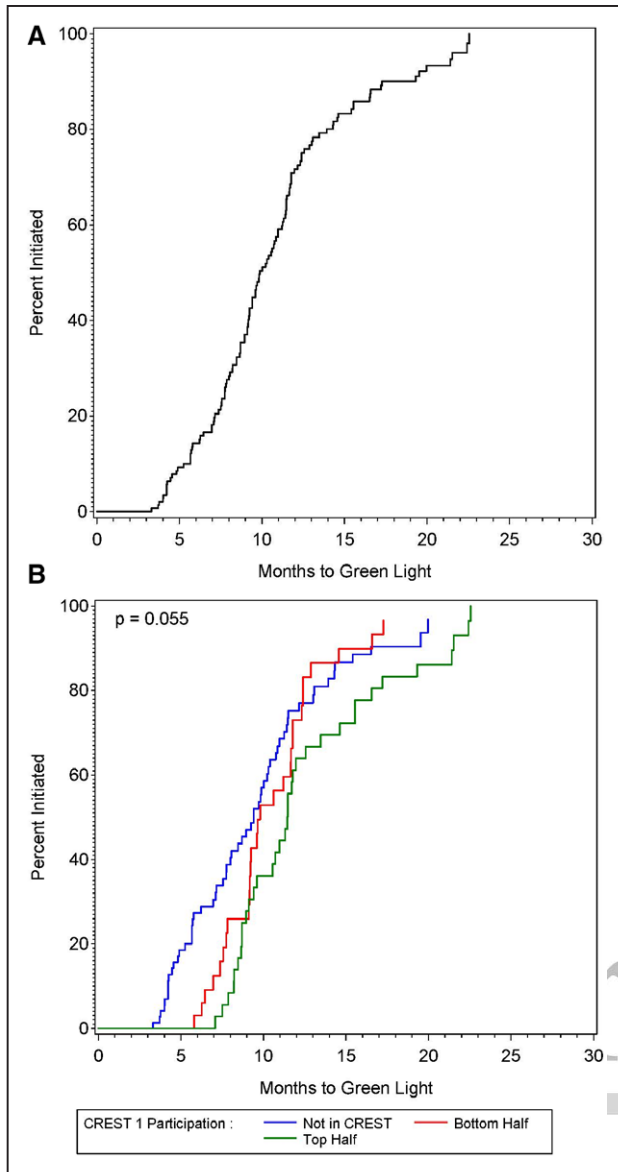 A
100
80
60
40
20
0
Percent Initiated
0 5 10 15 20 25 30
Months to Green Light
B
p = 0.055
100
80
60
40
20
0
Percent Initiated
0 5 10 15 20 25 30
Months to Green Light
CREST 1 Participation : Not in CREST Bottom Half
Top Half